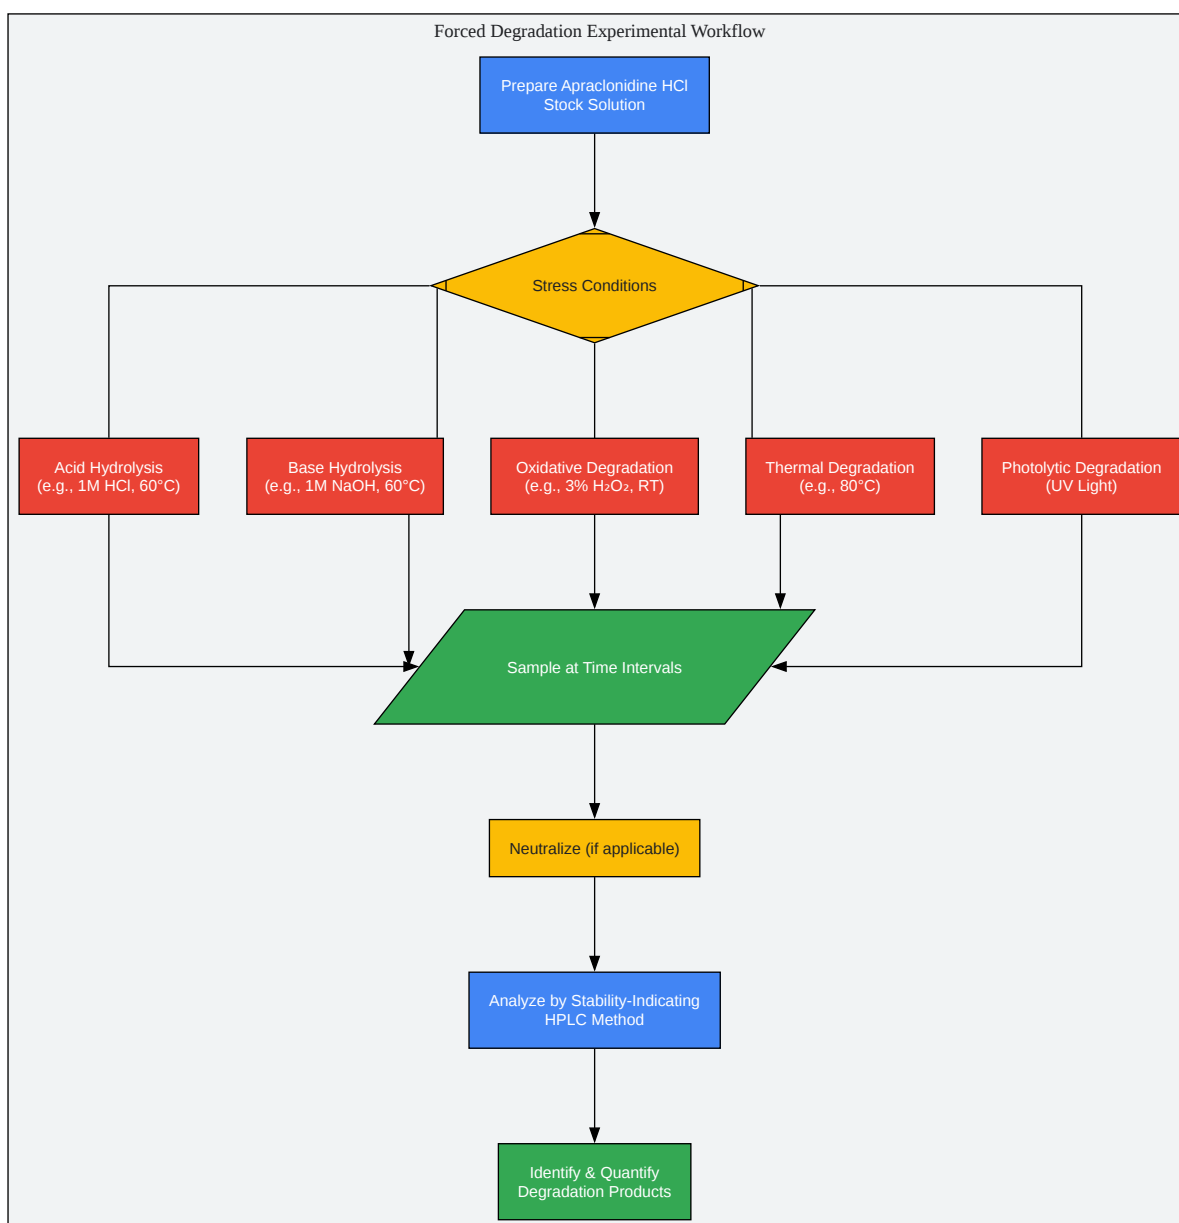 Forced Degradation Experimental Workflow
Prepare Apraclonidine HCl
Stock Solution
Stress Conditions
Acid Hydrolysis
(e.g., 1M HCl, 60°C)
Base Hydrolysis
(e.g., 1M NaOH, 60°C)
Oxidative Degradation
(e.g., 3% H₂O₂, RT)
Thermal Degradation
(e.g., 80°C)
Photolytic Degradation
(UV Light)
Sample at Time Intervals
Neutralize (if applicable)
Analyze by Stability-Indicating
HPLC Method
Identify & Quantify
Degradation Products